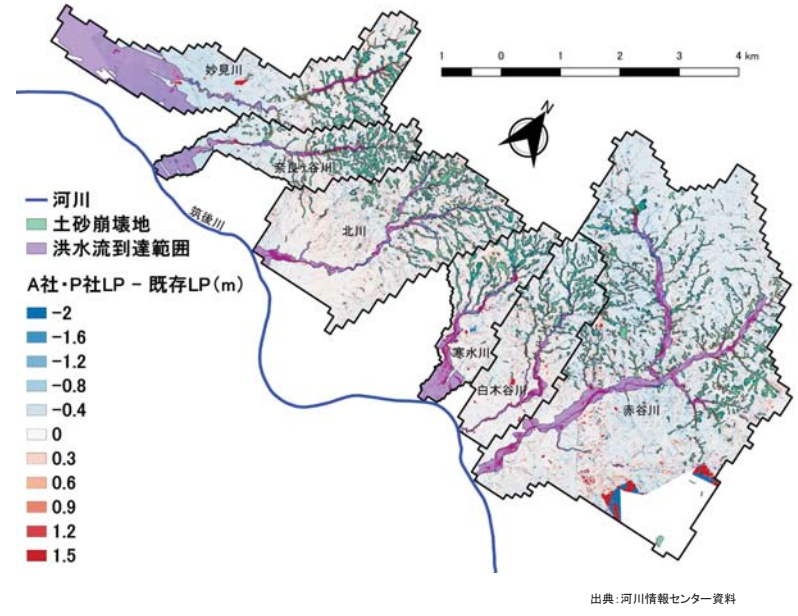 妙見川
1 0 1 2 3 4 km
N
奈良ヶ谷川
河川
土砂崩壊地
洪水流到達範囲
筑後川
北川
A社・P社LP － 既存LP(m)
-2
-1.6
-1.2
-0.8
-0.4
0
0.3
0.6
0.9
1.2
1.5
寒水川
白木谷川
赤谷川
出典：河川情報センター資料